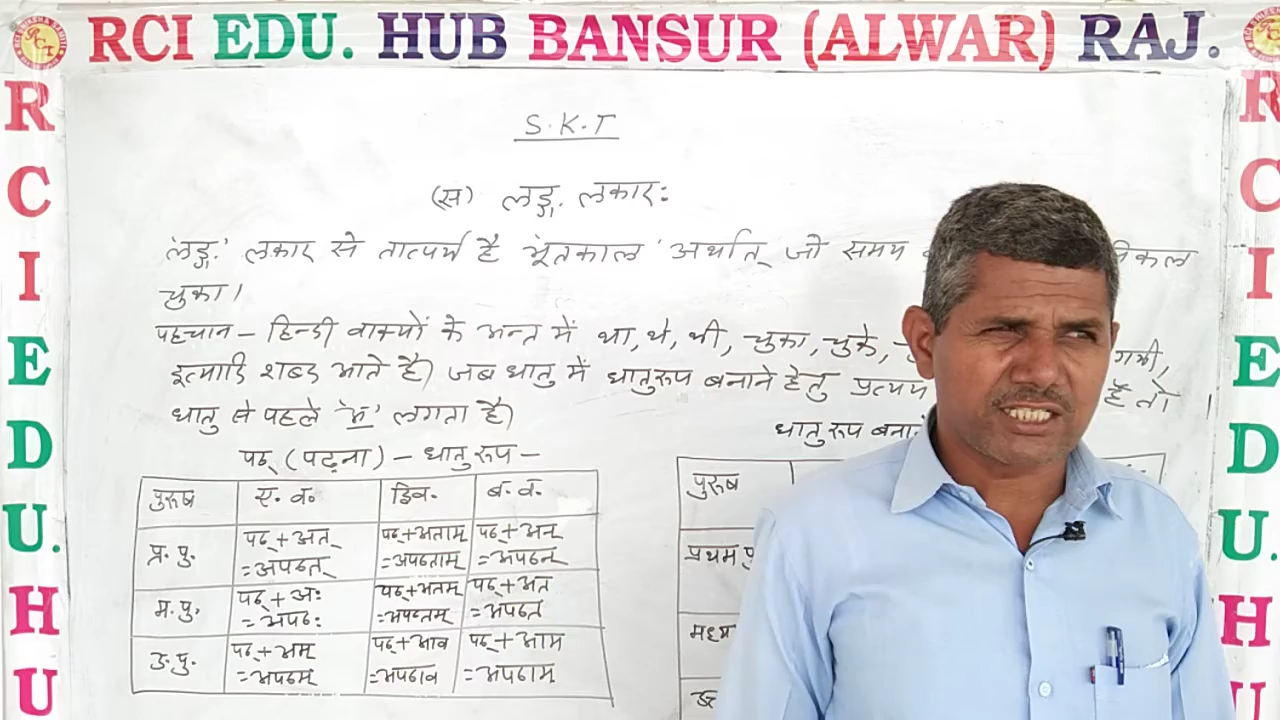 RCI EDU. HUB BANSUR (ALWAR) RAJ.
R
C
I
E
D
U.
H
U
S.K.T
(स) लङ्ग. लकार:
'लङ्ग.' लकार से तात्पर्य है 'भूतकाल' अर्थात् जो समय
चुका।
पहचान – हिन्दी वाक्यों के अन्त में था, थे, थी, चुका, चुके,
इत्यादि शब्द आते है। जब धातु में धातुरूप बनाने हेतु प्रत्यय है तो
धातु से पहले 'अ' लगता है।
धातु रूप बनाने
पठ् (पढ़ना) – धातु रूप –
पुरूष ए. व. द्विव. ब. व.
प्र. पु. पठ्+अत् पठ्+अताम् पठ्+अन्
=अपठत् =अपठताम् =अपठन्
म. पु. पठ्+अः पठ्+अतम् पठ्+अत
=अपठः =अपठतम् =अपठत
उ. पु. पठ्+अम् पठ्+आव पठ्+आम
=अपठम् =अपठाव =अपठाम
पुरूष
प्रथम पु
मध्य
R
C
I
E
D
U.
H
U